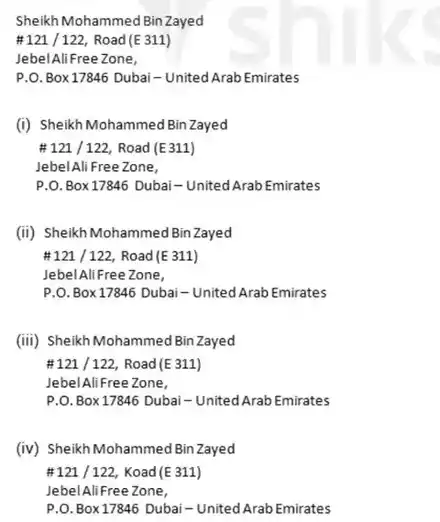 shiks
Sheikh Mohammed Bin Zayed
# 121 / 122, Road (E 311)
Jebel Ali Free Zone,
P.O. Box 17846 Dubai – United Arab Emirates
(i) Sheikh Mohammed Bin Zayed
# 121 / 122, Road (E 311)
Jebel Ali Free Zone,
P.O. Box 17846 Dubai – United Arab Emirates
(ii) Sheikh Mohammed Bin Zayed
# 121 / 122, Road (E 311)
Jebel Ali Free Zone,
P.O. Box 17846 Dubai – United Arab Emirates
(iii) Sheikh Mohammed Bin Zayed
# 121 / 122, Road (E 311)
Jebel Ali Free Zone,
P.O. Box 17846 Dubai – United Arab Emirates
(iv) Sheikh Mohammed Bin Zayed
# 121 / 122, Koad (E 311)
Jebel Ali Free Zone,
P.O. Box 17846 Dubai – United Arab Emirates